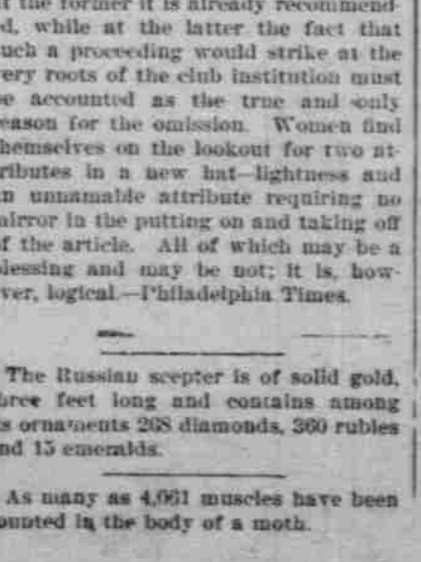 t the former it is already recommend-
d, while at the latter the fact that
uch a proceeding would strike at the
ery roots of the club institution must
e accounted as the true and only
eason for the omission. Women find
hemselves on the lookout for two at-
ributes in a new hat—lightness and
n unnamable attribute requiring no
irror in the putting on and taking off
f the article. All of which may be a
lessing and may be not; it is, how-
ver, logical.—Philadelphia Times.
The Russian scepter is of solid gold,
hree feet long and contains among
s ornaments 268 diamonds, 360 rubies
nd 15 emeralds.
As many as 4,061 muscles have been
ounted in the body of a moth.